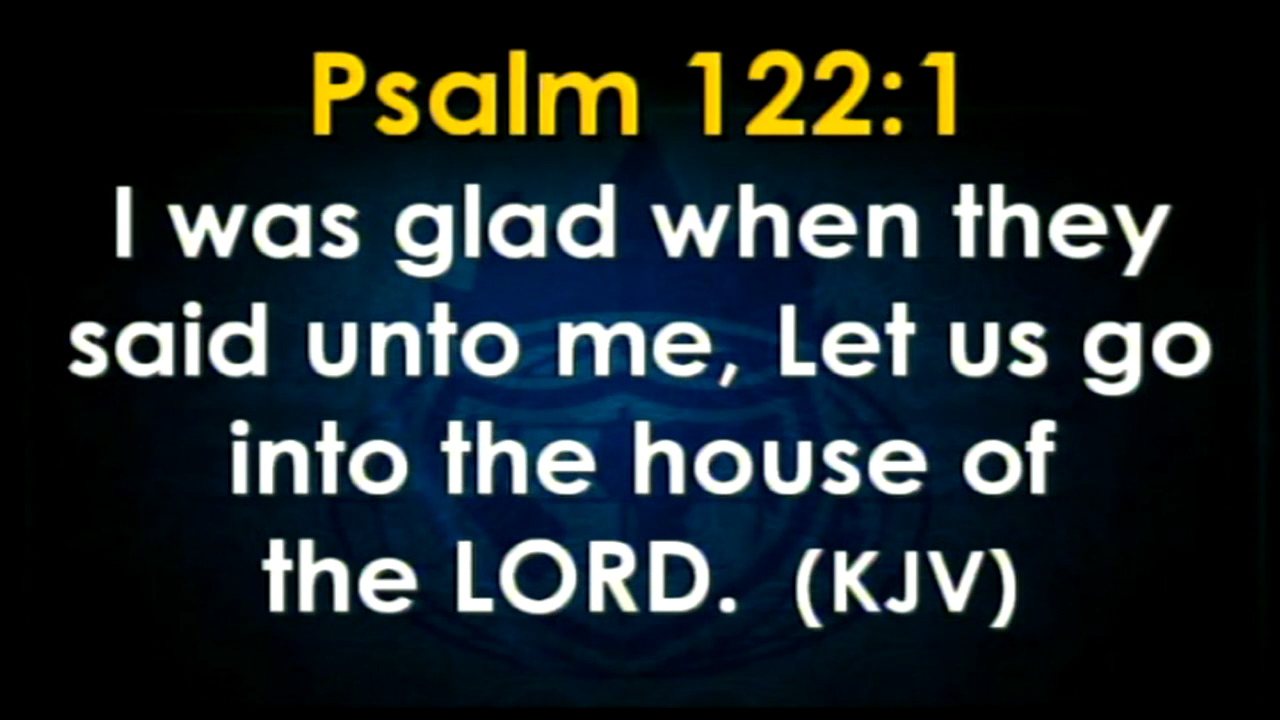 Psalm 122:1
I was glad when they
said unto me, Let us go
into the house of
the LORD. (KJV)